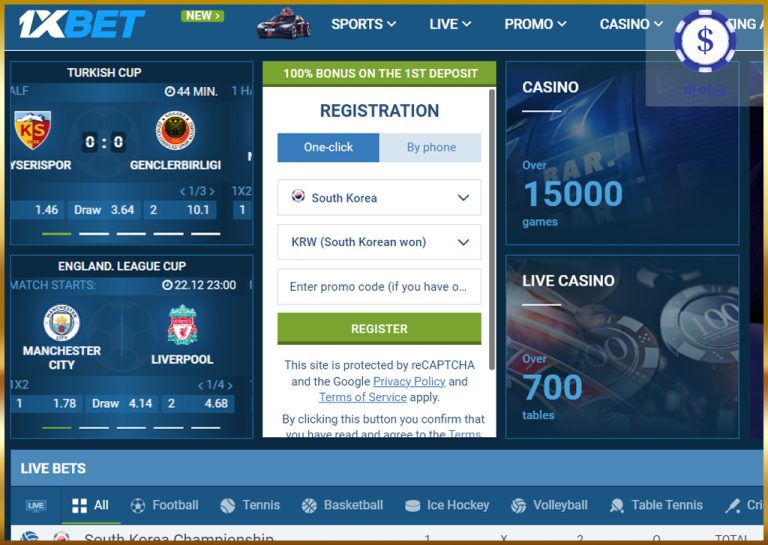 1XBET
NEW >
SPORTS
LIVE
PROMO
CASINO
$
바이크
TURKISH CUP
ALF
44 MIN.
1 HA
YSERISPOR
0 : 0
GENCLERBIRLIGI
< 1/3 >
1X2
1.46
Draw 3.64
2 10.1
1
ENGLAND. LEAGUE CUP
MATCH STARTS:
22.12 23:00
MANCHESTER
CITY
LIVERPOOL
1X2
< 1/4 >
1 1.78
Draw 4.14
2 4.68
100% BONUS ON THE 1ST DEPOSIT
REGISTRATION
One-click
By phone
South Korea
KRW (South Korean won)
Enter promo code (if you have o...
REGISTER
This site is protected by reCAPTCHA
and the Google Privacy Policy and
Terms of Service apply.
By clicking this button you confirm that
you have read and agree to the Terms
CASINO
Over
15000
games
LIVE CASINO
Over
700
tables
LIVE BETS
LIVE
All
Football
Tennis
Basketball
Ice Hockey
Volleyball
Table Tennis
Cri
South Korea Championship
1 X 2 O TOTAL